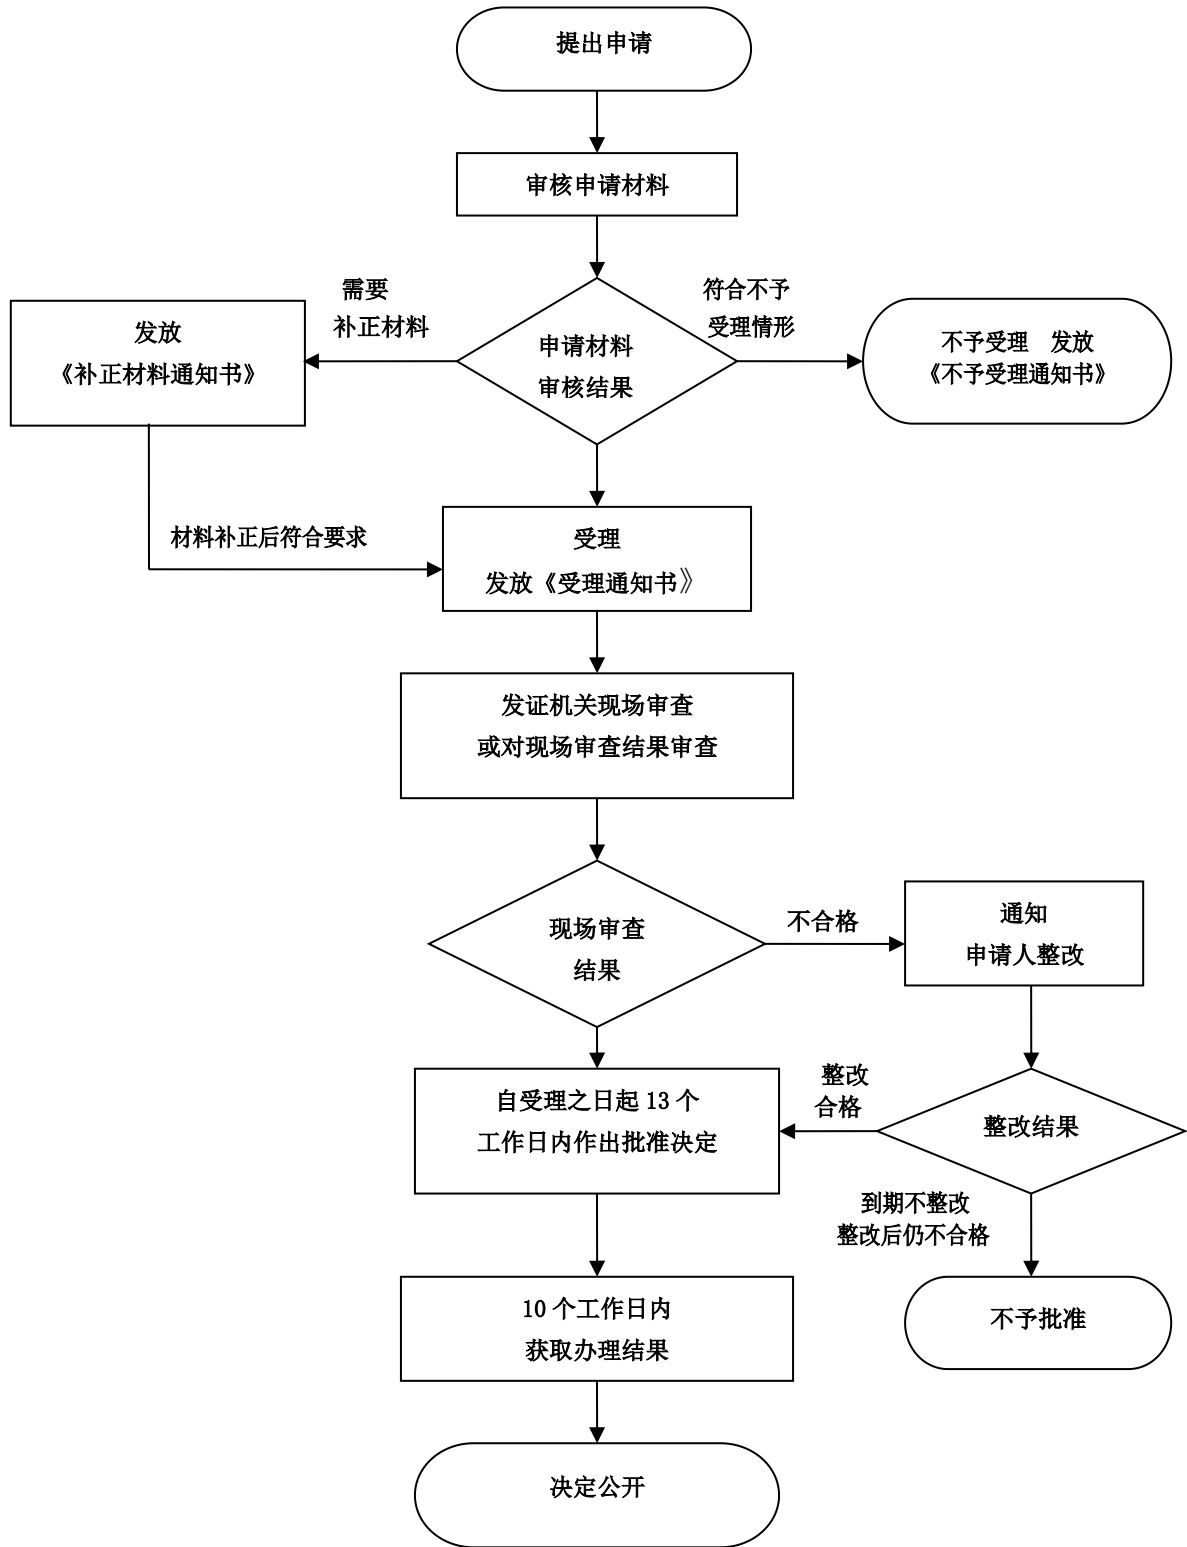 提出申请
审核申请材料
需要
补正材料
符合不予
受理情形
发放
《补正材料通知书》
申请材料
审核结果
不予受理　发放
《不予受理通知书》
材料补正后符合要求
受理
发放《受理通知书》
发证机关现场审查
或对现场审查结果审查
现场审查
结果
不合格
通知
申请人整改
自受理之日起 13 个
工作日内作出批准决定
整改
合格
整改结果
到期不整改
整改后仍不合格
10 个工作日内
获取办理结果
不予批准
决定公开